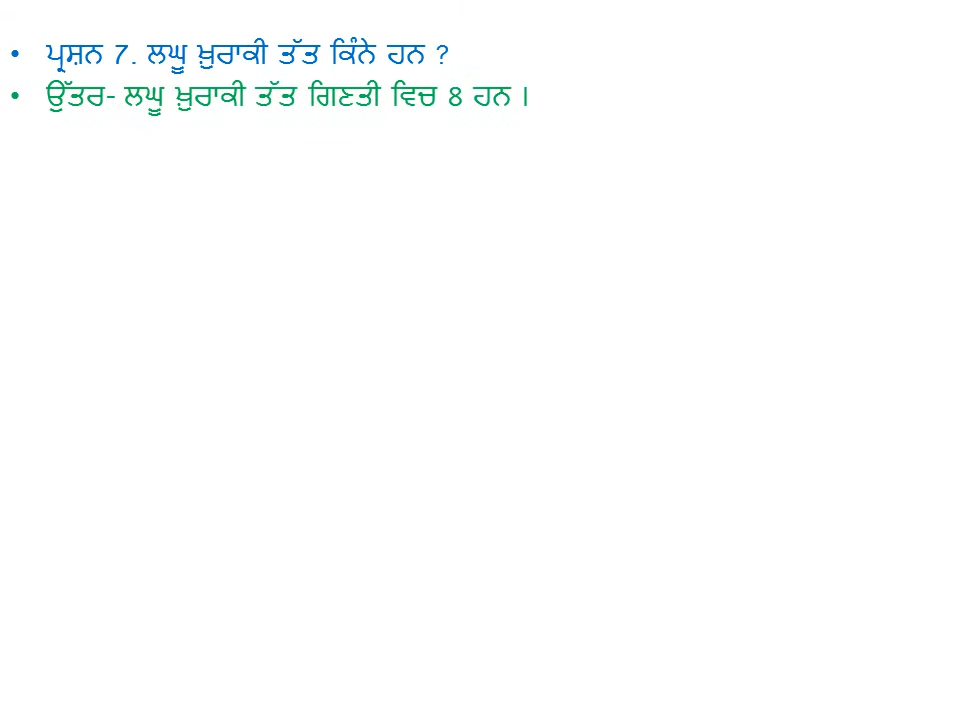 • ਪ੍ਰਸ਼ਨ 7. ਲਘੂ ਖ਼ੁਰਾਕੀ ਤੱਤ ਕਿੰਨੇ ਹਨ ?
• ਉੱਤਰ- ਲਘੂ ਖ਼ੁਰਾਕੀ ਤੱਤ ਗਿਣਤੀ ਵਿਚ 8 ਹਨ ।